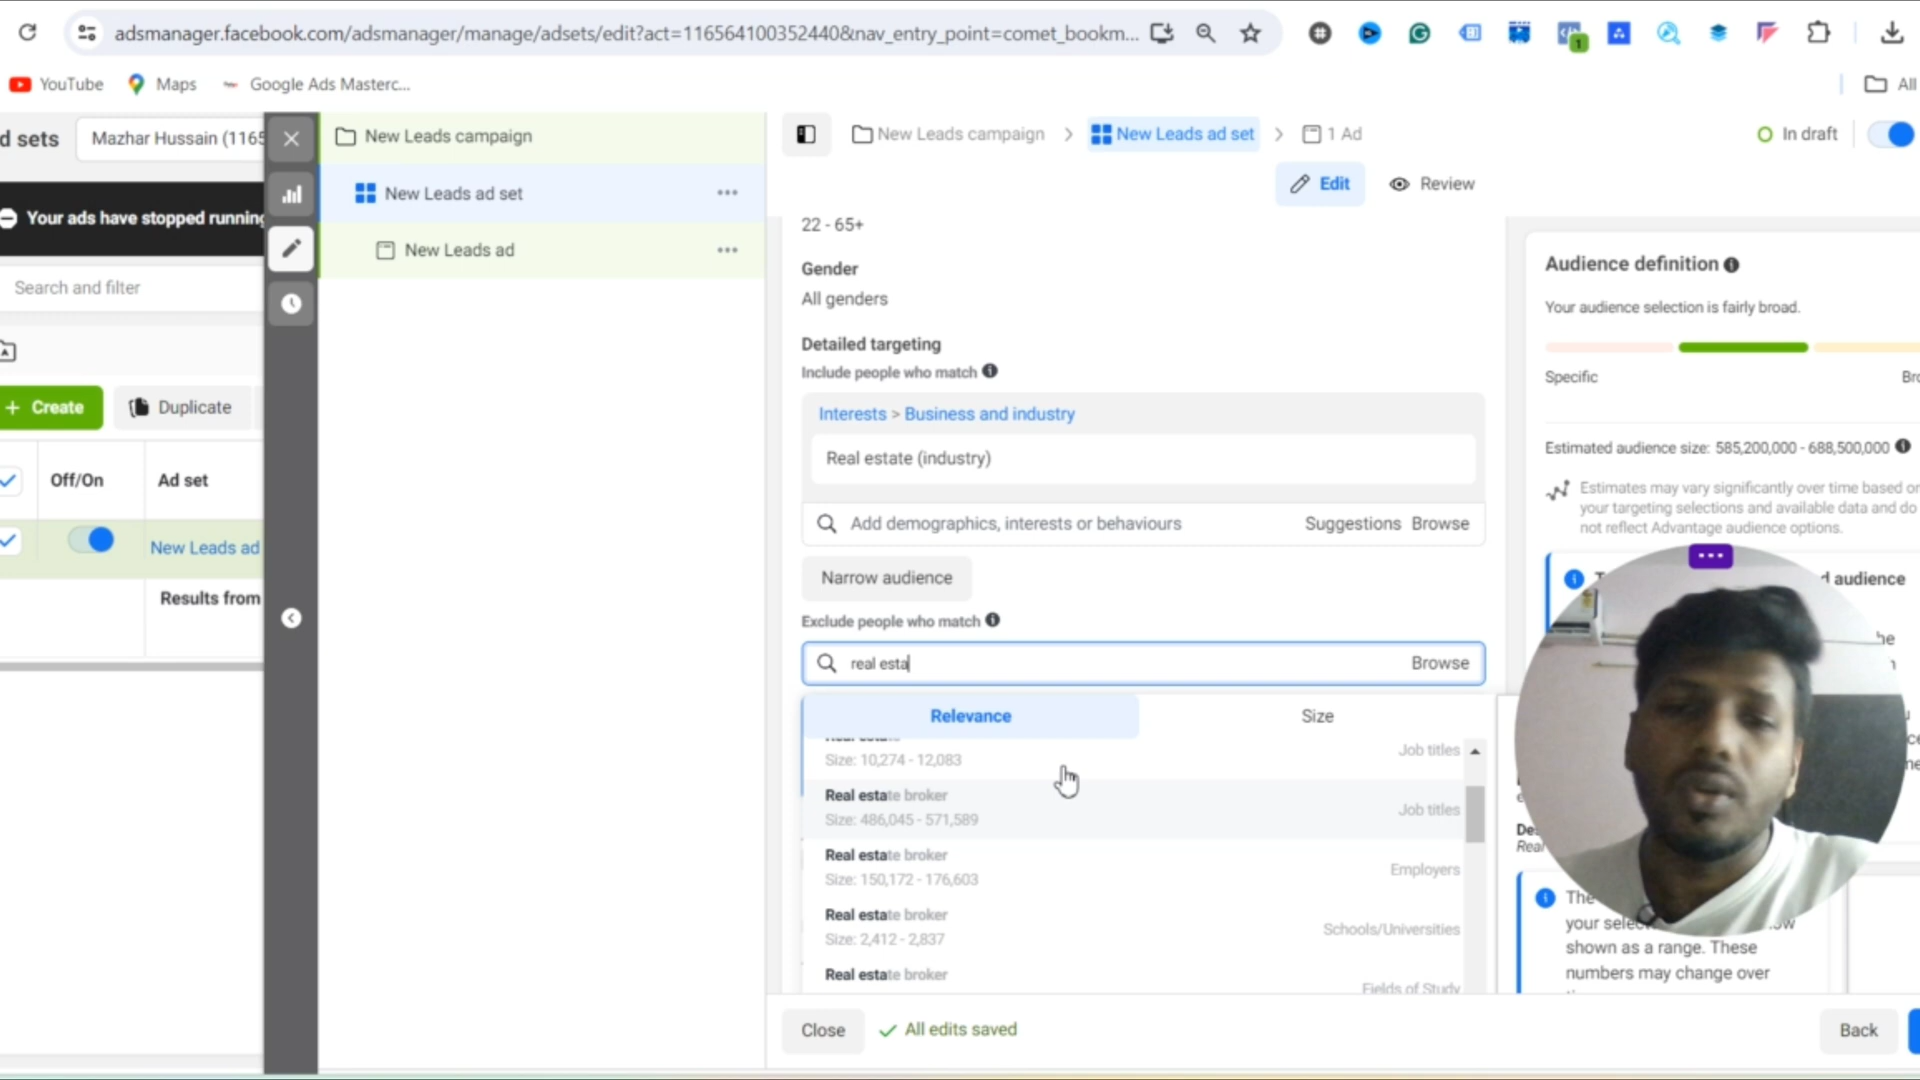 adsmanager.facebook.com/adsmanager/manage/adsets/edit?act=1165641003524408&nav_entry_point=comet_bookm...
1
YouTube
Maps
Google Ads Masterc...
All
d sets
Mazhar Hussain (1165
New Leads campaign
New Leads campaign
New Leads ad set
1 Ad
In draft
Edit
Review
Your ads have stopped running
New Leads ad set
New Leads ad
Search and filter
+ Create
Duplicate
Off/On
Ad set
New Leads ad
Results from
22 - 65+
Gender
All genders
Detailed targeting
Include people who match
Interests > Business and industry
Real estate (industry)
Add demographics, interests or behaviours
Suggestions
Browse
Narrow audience
Exclude people who match
real esta
Browse
Relevance
Size
Size: 10,274 - 12,083
Job titles
Real estate broker
Size: 486,045 - 571,589
Job titles
Real estate broker
Size: 150,172 - 176,603
Employers
Real estate broker
Size: 2,412 - 2,837
Schools/Universities
Real estate broker
Fields of Study
Audience definition
Your audience selection is fairly broad.
Specific
Estimated audience size: 585,200,000 - 688,500,000
Estimates may vary significantly over time based on
your targeting selections and available data and do
not reflect Advantage audience options.
audience
The
your
shown as a range. These
numbers may change over
Close
All edits saved
Back